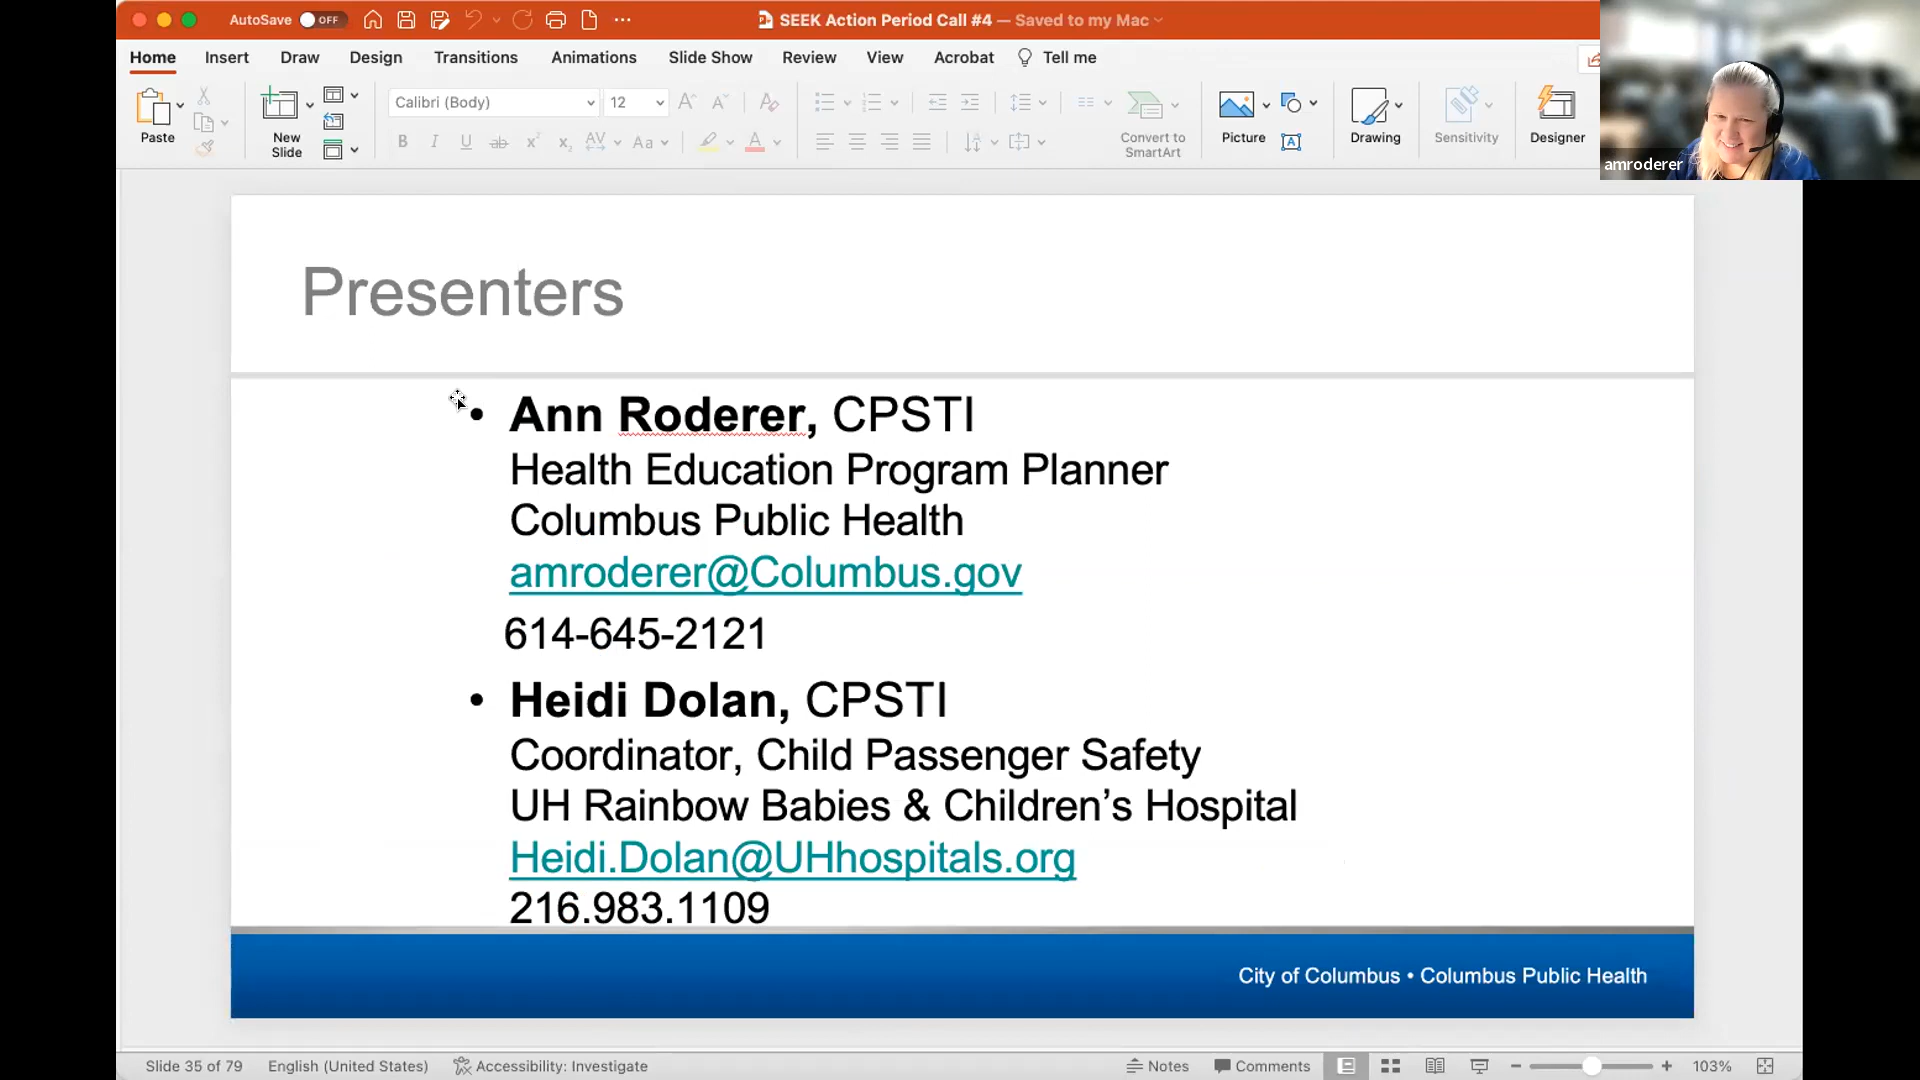 AutoSave OFF
SEEK Action Period Call #4 — Saved to my Mac
Home Insert Draw Design Transitions Animations Slide Show Review View Acrobat Tell me
Paste
New
Slide
Calibri (Body)
12
Convert to
SmartArt
Picture
Drawing
Sensitivity
Designer
amroderer
Presenters
• Ann Roderer, CPSTI
Health Education Program Planner
Columbus Public Health
amroderer@Columbus.gov
614-645-2121
• Heidi Dolan, CPSTI
Coordinator, Child Passenger Safety
UH Rainbow Babies & Children’s Hospital
Heidi.Dolan@UHhospitals.org
216.983.1109
City of Columbus • Columbus Public Health
Slide 35 of 79 English (United States) Accessibility: Investigate Notes Comments 103%